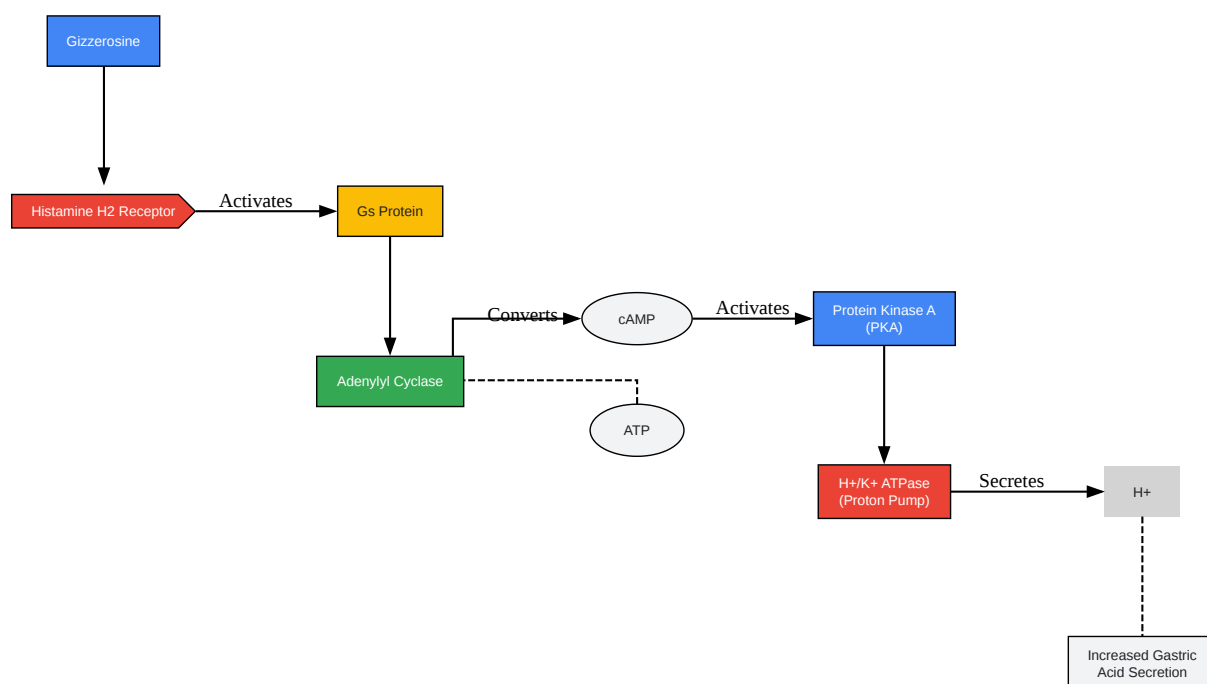 Gizzerosine
Histamine H2 Receptor
Activates
Gs Protein
Converts
cAMP
Activates
Protein Kinase A
(PKA)
Adenylyl Cyclase
ATP
H+/K+ ATPase
(Proton Pump)
Secretes
H+
Increased Gastric
Acid Secretion